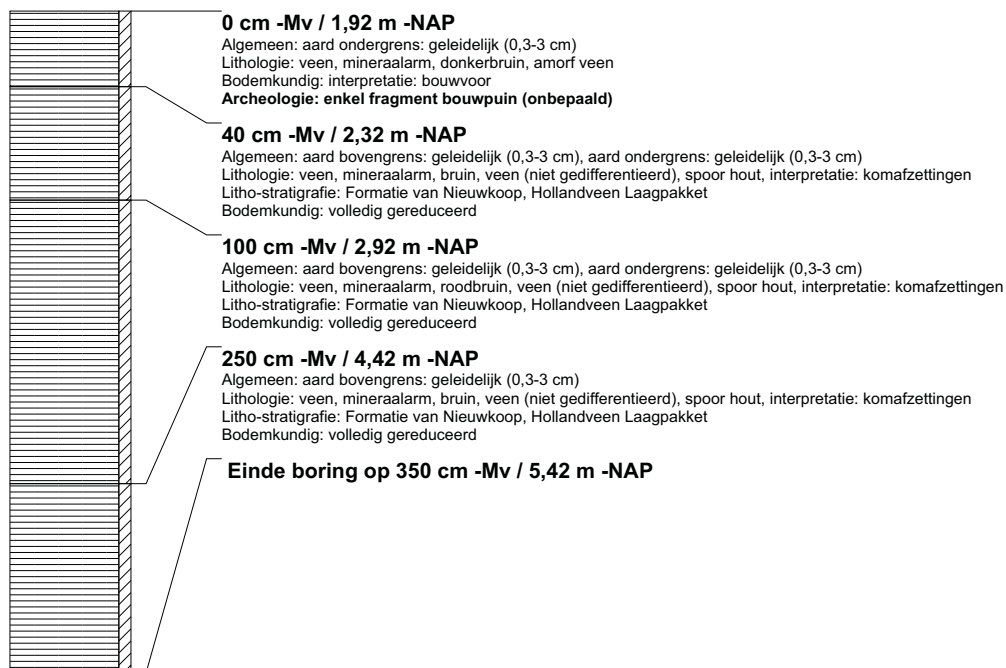 0 cm -Mv / 1,92 m -NAP
Algemeen: aard ondergrens: geleidelijk (0,3-3 cm)
Lithologie: veen, mineraalarm, donkerbruin, amorf veen
Bodemkundig: interpretatie: bouwvoor
Archeologie: enkel fragment bouwpuin (onbepaald)
40 cm -Mv / 2,32 m -NAP
Algemeen: aard bovengrens: geleidelijk (0,3-3 cm), aard ondergrens: geleidelijk (0,3-3 cm)
Lithologie: veen, mineraalarm, bruin, veen (niet gedifferentieerd), spoor hout, interpretatie: komafzettingen
Litho-stratigrafie: Formatie van Nieuwkoop, Hollandveen Laagpakket
Bodemkundig: volledig gereduceerd
100 cm -Mv / 2,92 m -NAP
Algemeen: aard bovengrens: geleidelijk (0,3-3 cm), aard ondergrens: geleidelijk (0,3-3 cm)
Lithologie: veen, mineraalarm, roodbruin, veen (niet gedifferentieerd), spoor hout, interpretatie: komafzettingen
Litho-stratigrafie: Formatie van Nieuwkoop, Hollandveen Laagpakket
Bodemkundig: volledig gereduceerd
250 cm -Mv / 4,42 m -NAP
Algemeen: aard bovengrens: geleidelijk (0,3-3 cm)
Lithologie: veen, mineraalarm, bruin, veen (niet gedifferentieerd), spoor hout, interpretatie: komafzettingen
Litho-stratigrafie: Formatie van Nieuwkoop, Hollandveen Laagpakket
Bodemkundig: volledig gereduceerd
Einde boring op 350 cm -Mv / 5,42 m -NAP